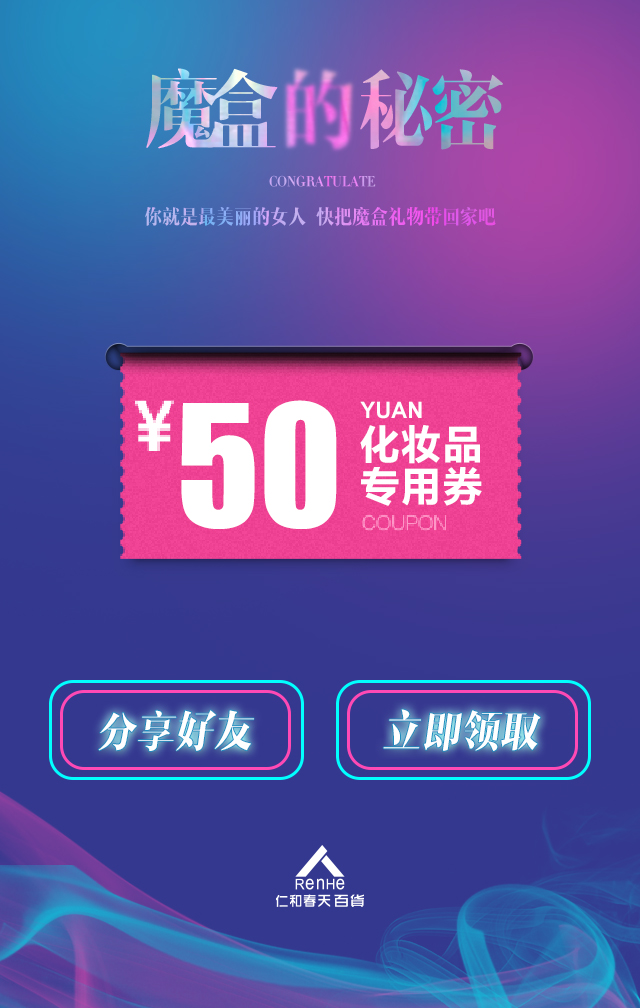 魔盒的秘密
CONGRATULATE
你就是最美丽的女人 快把魔盒礼物带回家吧
¥50
YUAN
化妆品
专用券
COUPON
分享好友
立即领取
RENHE
仁和春天百貨